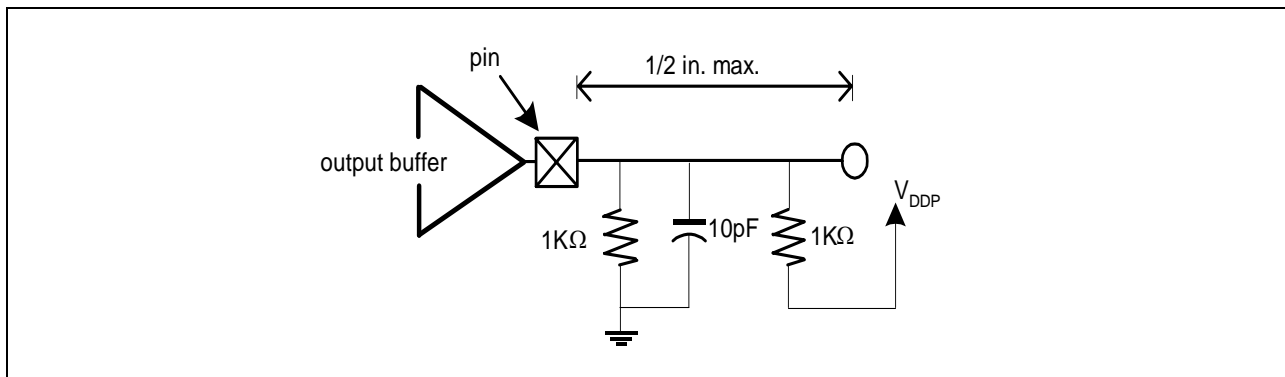 pin
1/2 in. max.
output buffer
V_DDP
1KΩ
10pF
1KΩ